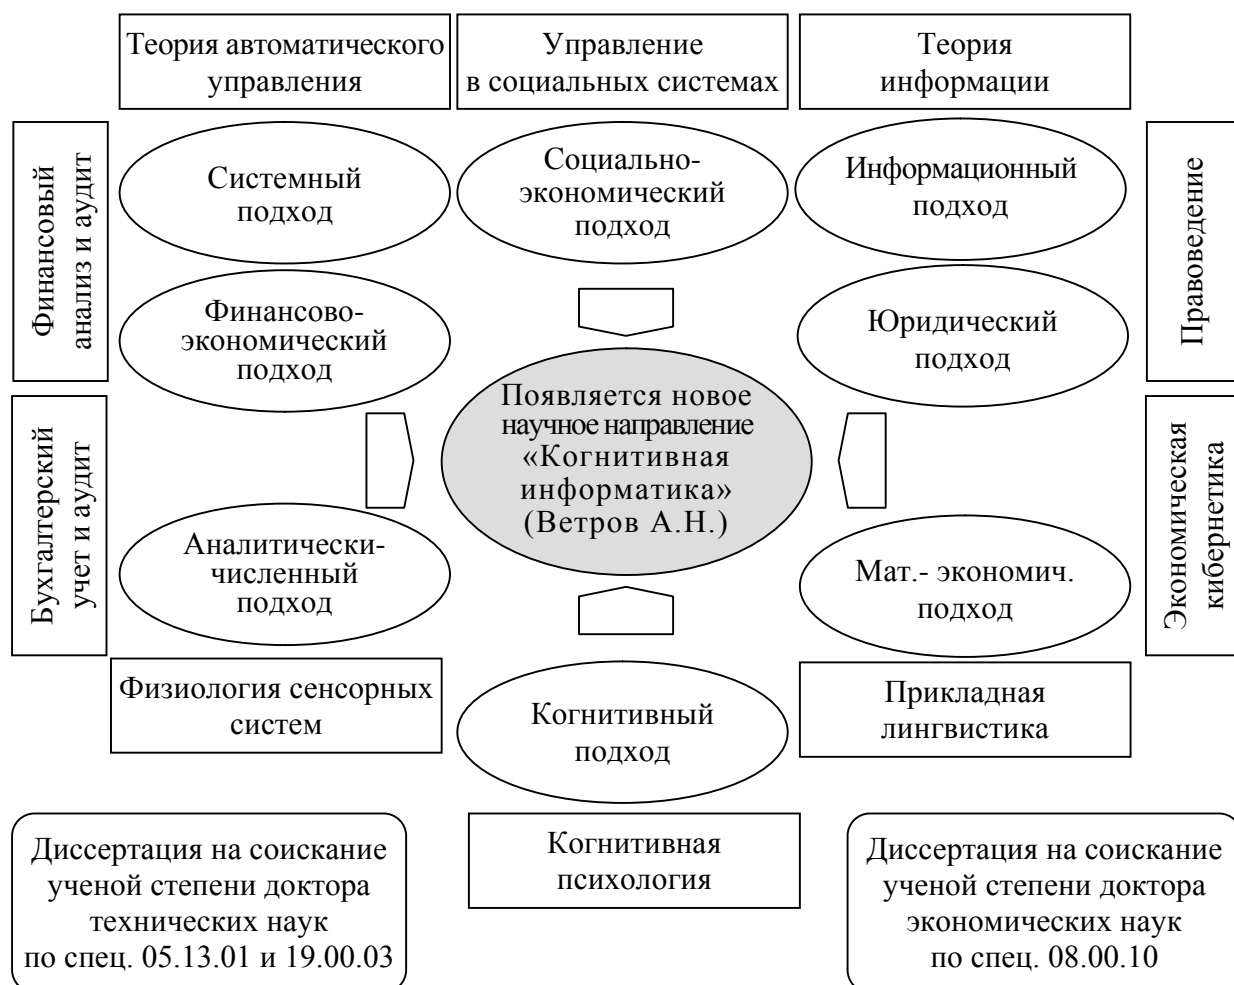 Теория автоматического
управления
Управление
в социальных системах
Теория
информации
Финансовый
анализ и аудит
Системный
подход
Социально-
экономический
подход
Информационный
подход
Правоведение
Финансово-
экономический
подход
Юридический
подход
Появляется новое
научное направление
«Когнитивная
информатика»
(Ветров А.Н.)
Бухгалтерский
учет и аудит
Аналитически-
численный
подход
Мат.- экономич.
подход
Экономическая
кибернетика
Физиология сенсорных
систем
Когнитивный
подход
Прикладная
лингвистика
Диссертация на соискание
ученой степени доктора
технических наук
по спец. 05.13.01 и 19.00.03
Когнитивная
психология
Диссертация на соискание
ученой степени доктора
экономических наук
по спец. 08.00.10